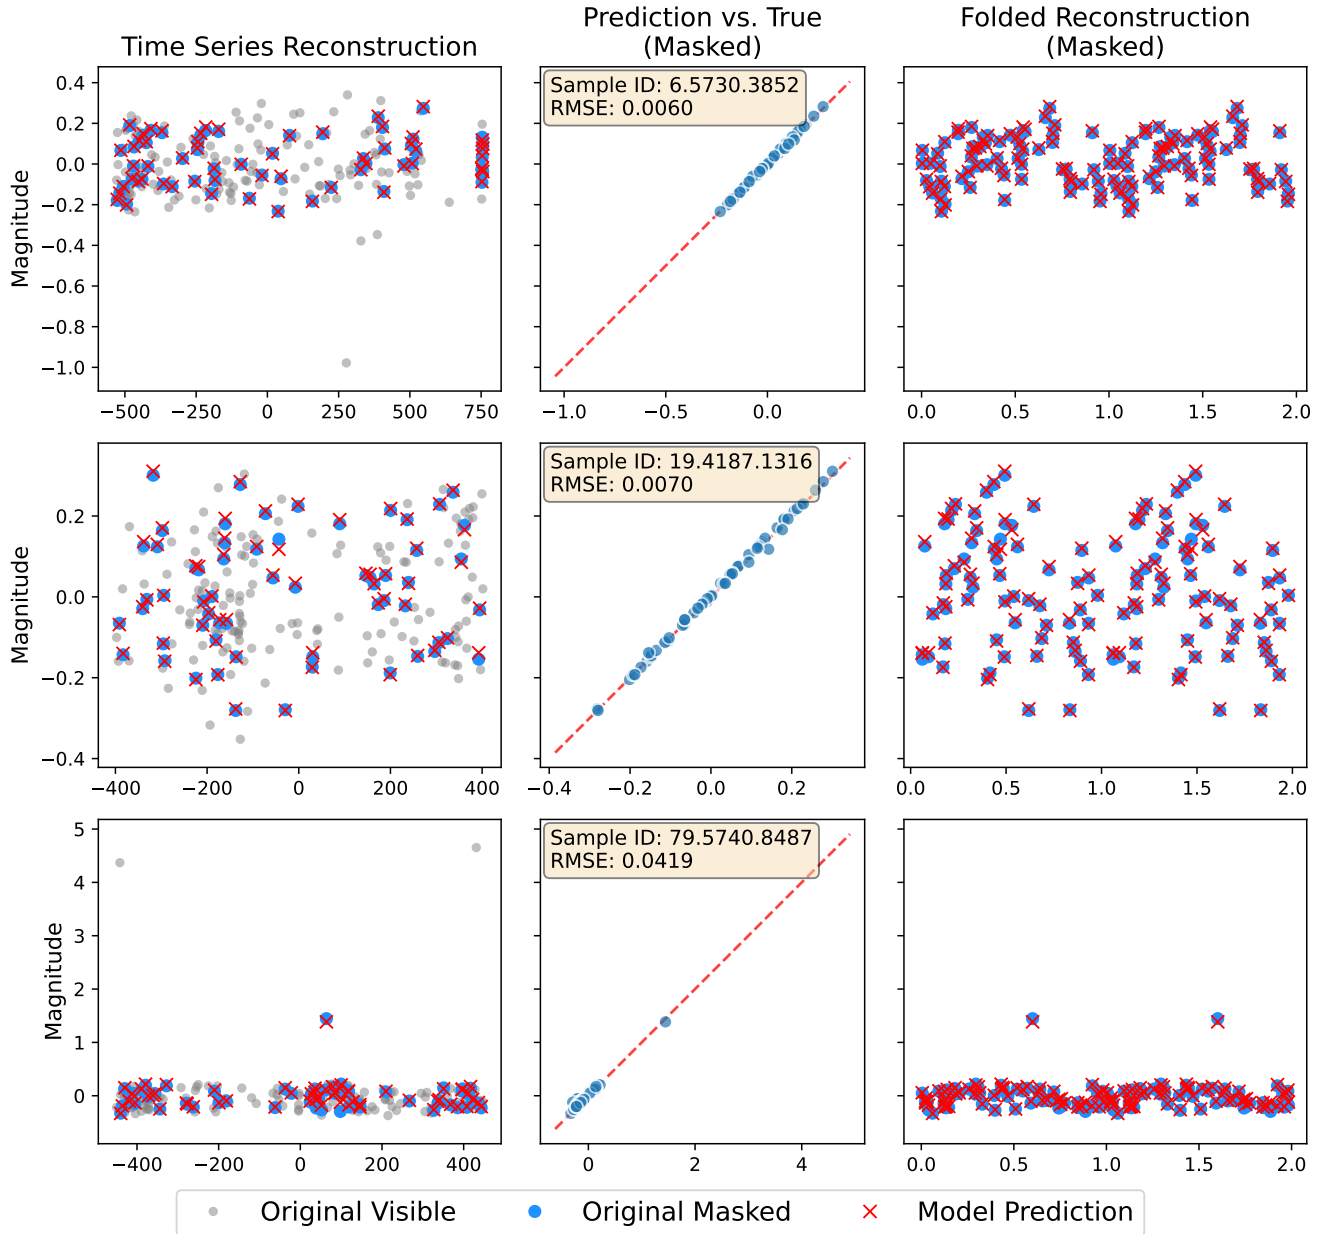 Time Series Reconstruction
Prediction vs. True
(Masked)
Folded Reconstruction
(Masked)
Magnitude
0.4
0.2
0.0
−0.2
−0.4
−0.6
−0.8
−1.0
−500 −250 0 250 500 750
Sample ID: 6.5730.3852
RMSE: 0.0060
−1.0 −0.5 0.0
0.0 0.5 1.0 1.5 2.0
Magnitude
0.2
0.0
−0.2
−0.4
−400 −200 0 200 400
Sample ID: 19.4187.1316
RMSE: 0.0070
−0.4 −0.2 0.0 0.2
0.0 0.5 1.0 1.5 2.0
Magnitude
5
4
3
2
1
0
−400 −200 0 200 400
Sample ID: 79.5740.8487
RMSE: 0.0419
0 2 4
0.0 0.5 1.0 1.5 2.0
Original Visible Original Masked Model Prediction